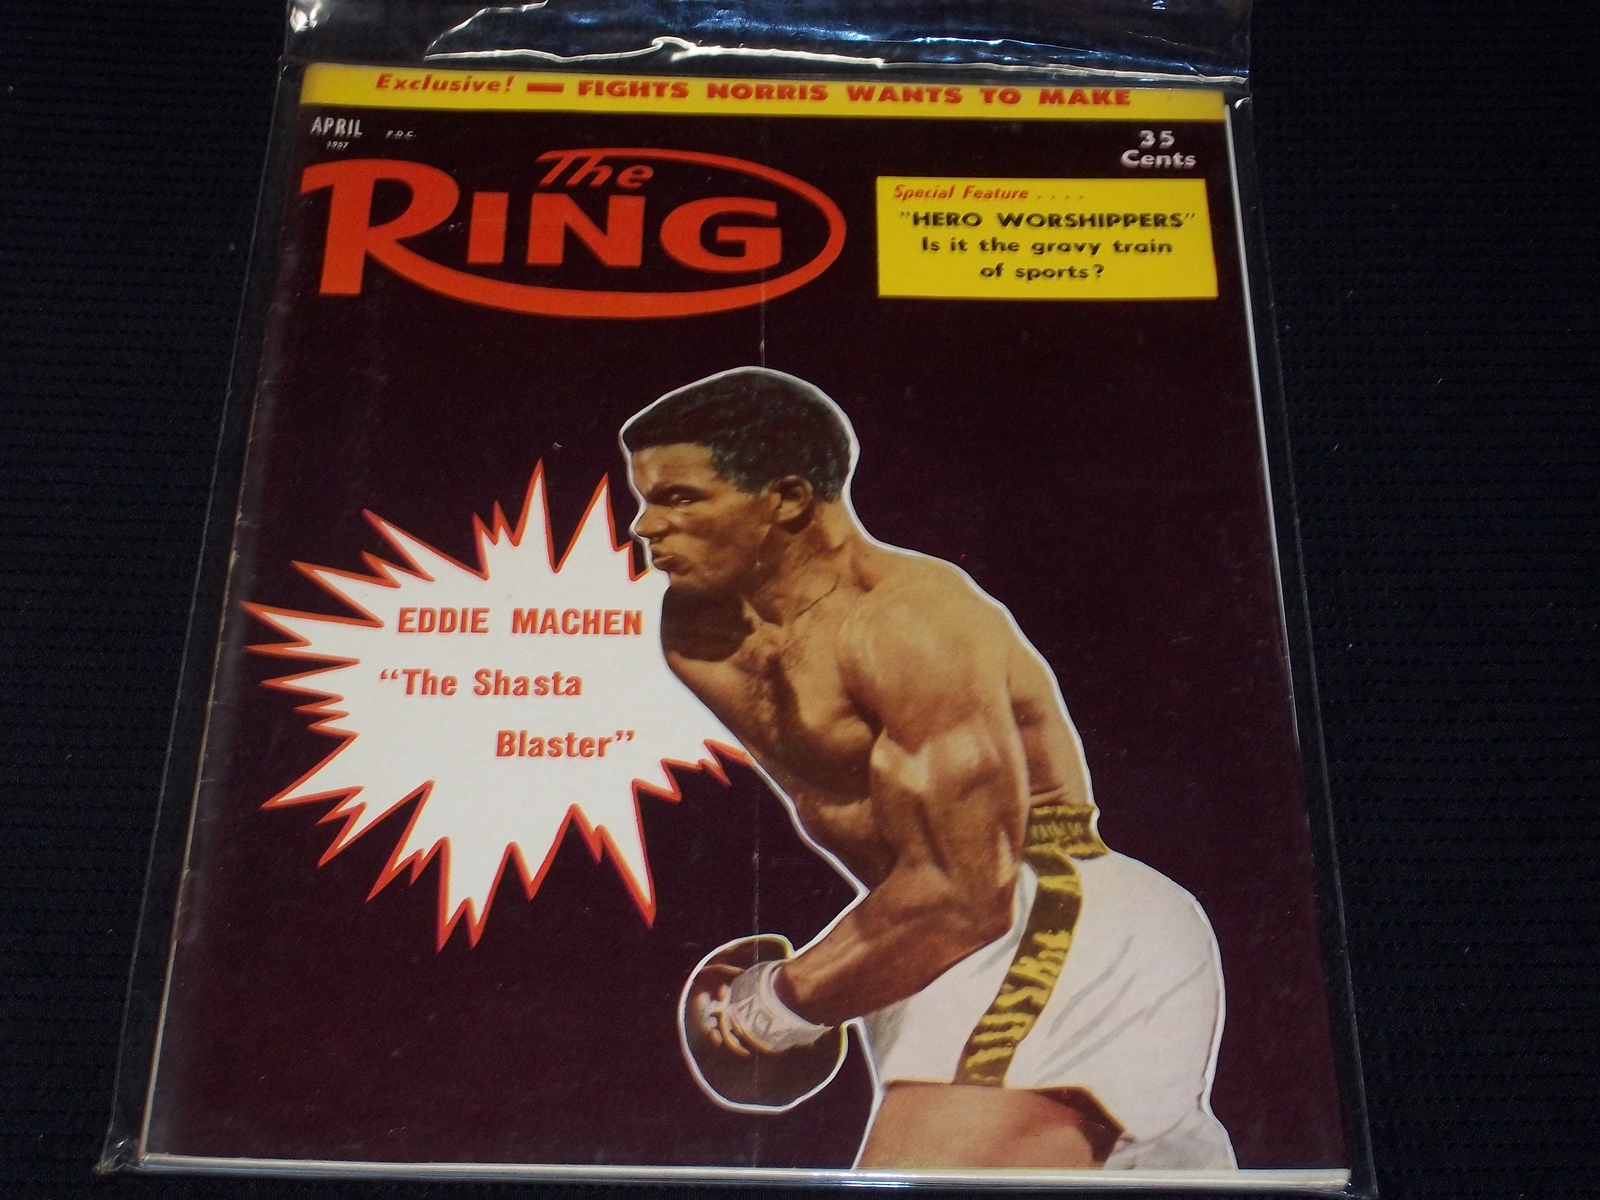 Exclusive! — FIGHTS NORRIS WANTS TO MAKE
APRIL P.D.C.
1957
35
Cents
The
RING
Special Feature . . . .
"HERO WORSHIPPERS"
Is it the gravy train
of sports?
EDDIE MACHEN
“The Shasta
Blaster”